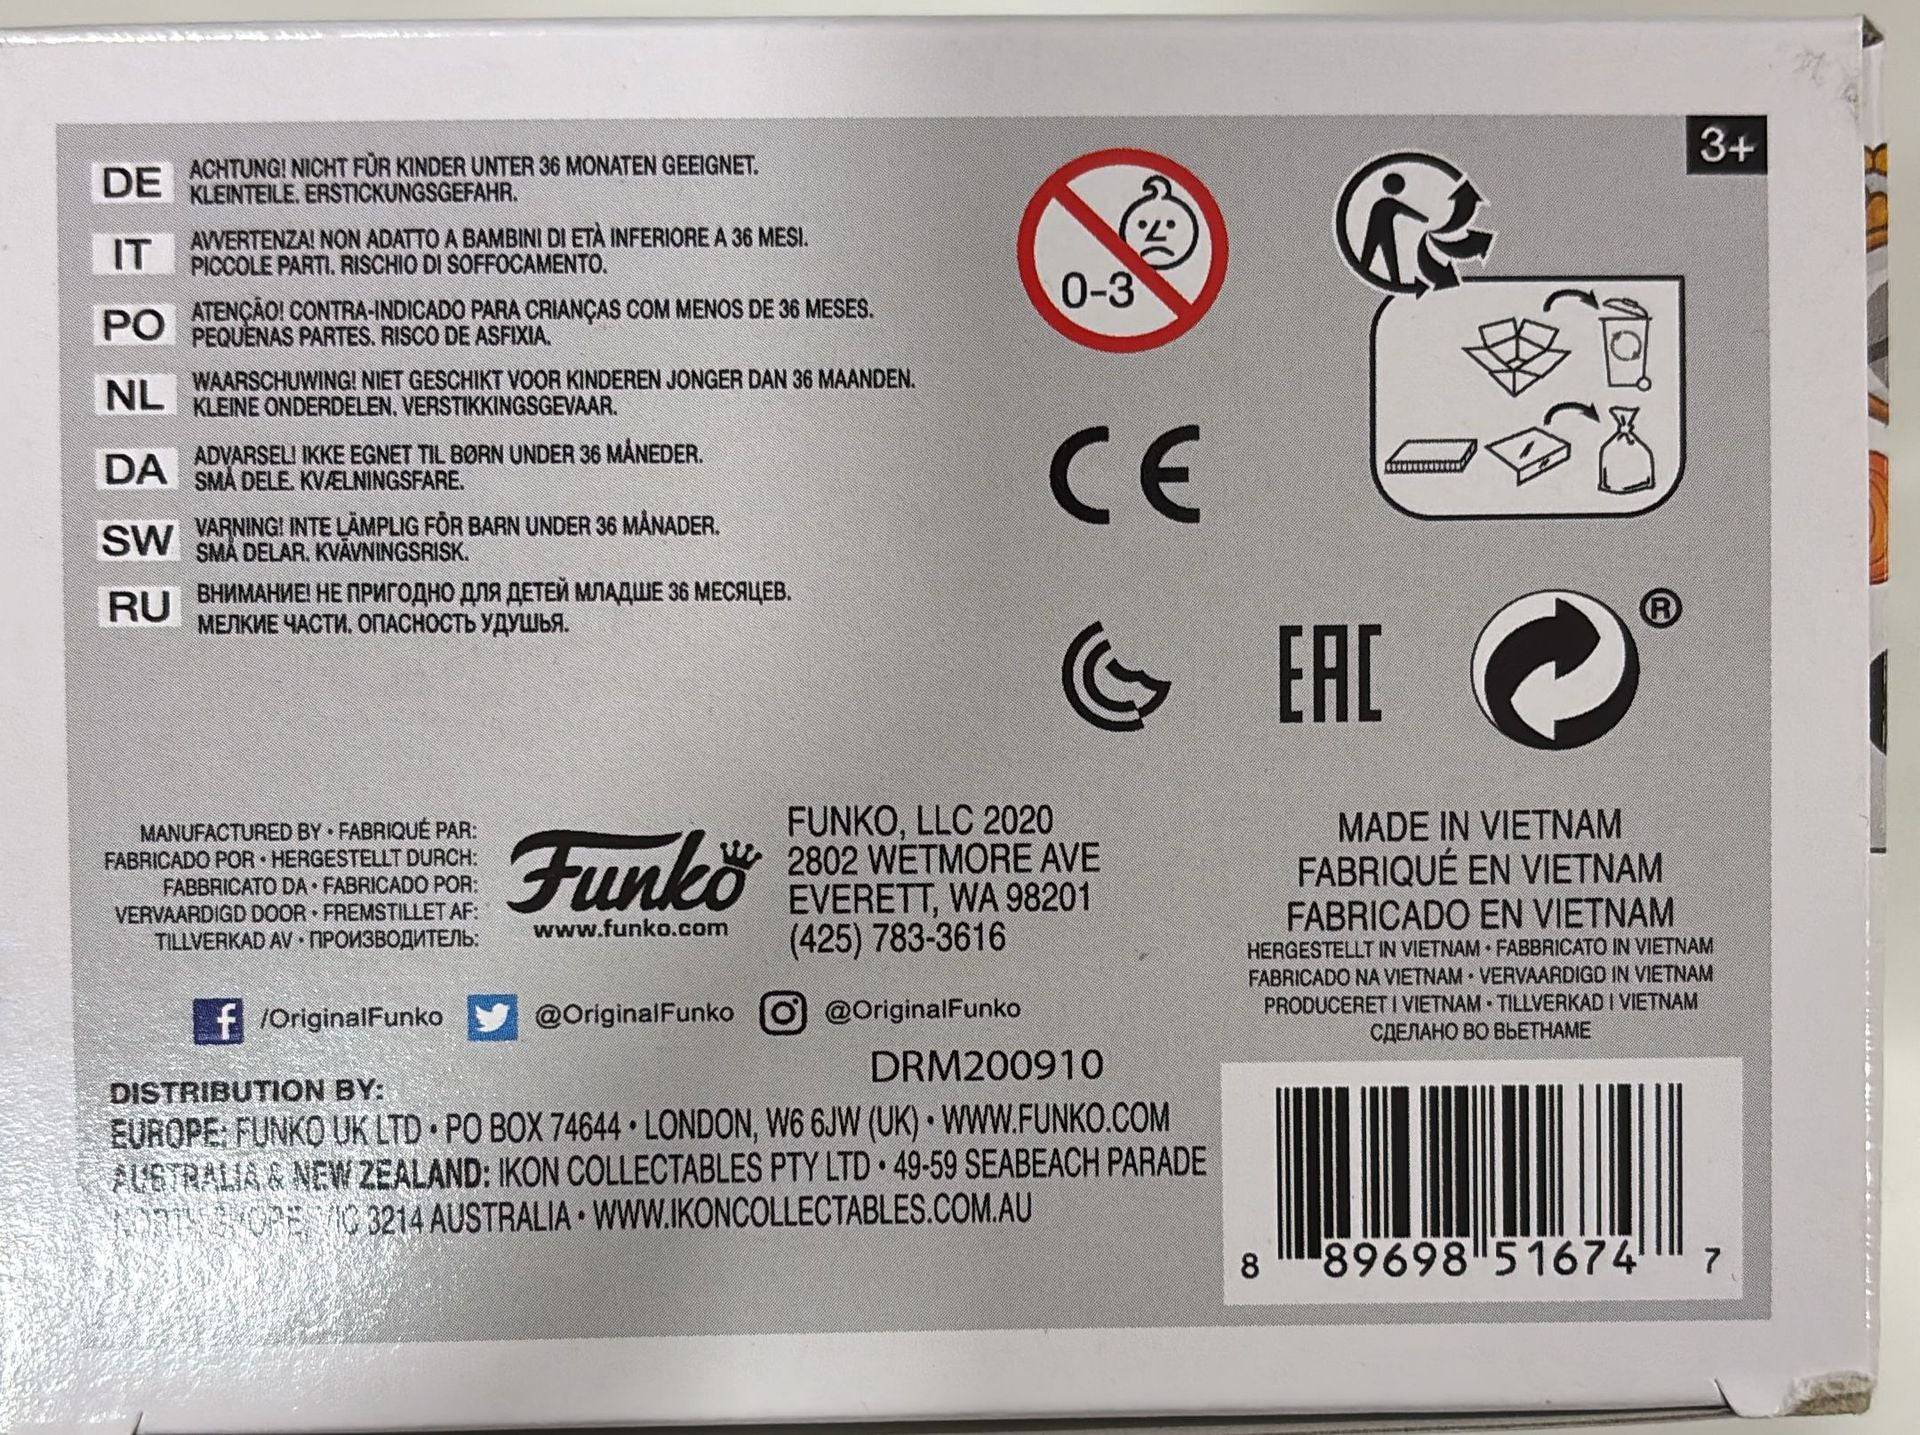 3+
DE
ACHTUNG! NICHT FÜR KINDER UNTER 36 MONATEN GEEIGNET.
KLEINTEILE. ERSTICKUNGSGEFAHR.
IT
AVVERTENZA! NON ADATTO A BAMBINI DI ETÀ INFERIORE A 36 MESI.
PICCOLE PARTI. RISCHIO DI SOFFOCAMENTO.
PO
ATENÇÃO! CONTRA-INDICADO PARA CRIANÇAS COM MENOS DE 36 MESES.
PEQUENAS PARTES. RISCO DE ASFIXIA.
NL
WAARSCHUWING! NIET GESCHIKT VOOR KINDEREN JONGER DAN 36 MAANDEN.
KLEINE ONDERDELEN. VERSTIKKINGSGEVAAR.
DA
ADVARSEL! IKKE EGNET TIL BØRN UNDER 36 MÅNEDER.
SMÅ DELE. KVÆLNINGSFARE.
SW
VARNING! INTE LÄMPLIG FÖR BARN UNDER 36 MÅNADER.
SMÅ DELAR. KVÄVNINGSRISK.
RU
ВНИМАНИЕ! НЕ ПРИГОДНО ДЛЯ ДЕТЕЙ МЛАДШЕ 36 МЕСЯЦЕВ.
МЕЛКИЕ ЧАСТИ. ОПАСНОСТЬ УДУШЬЯ.
0-3
CE
EAC
®
MANUFACTURED BY • FABRIQUÉ PAR:
FABRICADO POR • HERGESTELLT DURCH:
FABBRICATO DA • FABRICADO POR:
VERVAARDIGD DOOR • FREMSTILLET AF:
TILLVERKAD AV • ПРОИЗВОДИТЕЛЬ:
Funko
www.funko.com
FUNKO, LLC 2020
2802 WETMORE AVE
EVERETT, WA 98201
(425) 783-3616
MADE IN VIETNAM
FABRIQUÉ EN VIETNAM
FABRICADO EN VIETNAM
HERGESTELLT IN VIETNAM • FABBRICATO IN VIETNAM
FABRICADO NA VIETNAM • VERVAARDIGD IN VIETNAM
PRODUCERET I VIETNAM • TILLVERKAD I VIETNAM
СДЕЛАНО ВО ВЬЕТНАМЕ
/OriginalFunko @OriginalFunko @OriginalFunko
DRM200910
DISTRIBUTION BY:
EUROPE: FUNKO UK LTD • PO BOX 74644 • LONDON, W6 6JW (UK) • WWW.FUNKO.COM
AUSTRALIA & NEW ZEALAND: IKON COLLECTABLES PTY LTD • 49-59 SEABEACH PARADE
NORTH SHORE, VIC 3214 AUSTRALIA • WWW.IKONCOLLECTABLES.COM.AU
8 89698 51674 7